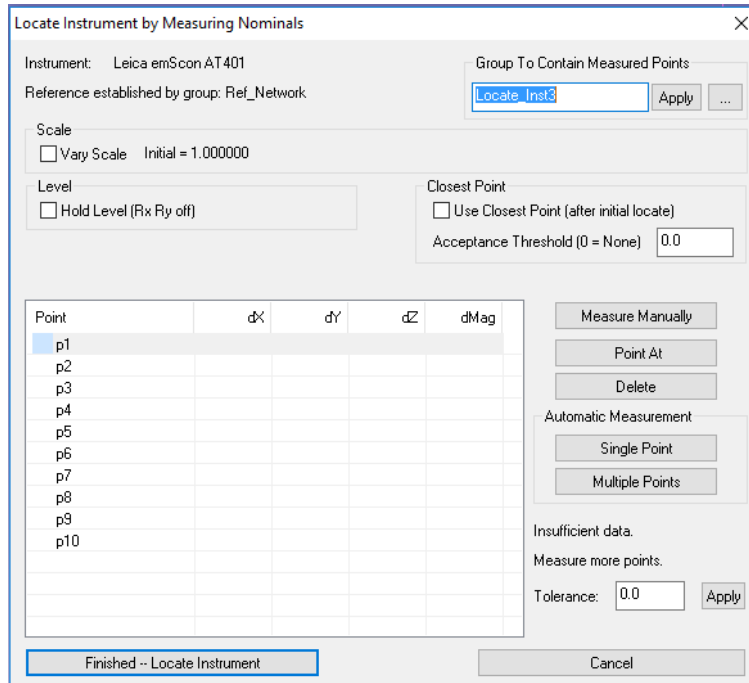 Locate Instrument by Measuring Nominals
Instrument: Leica emScon AT401
Reference established by group: Ref_Network
Group To Contain Measured Points
Locate_Inst3
Apply
...
Scale
Vary Scale Initial = 1.000000
Level
Hold Level (Rx Ry off)
Closest Point
Use Closest Point (after initial locate)
Acceptance Threshold (0 = None) 0.0
Point dX dY dZ dMag
p1
p2
p3
p4
p5
p6
p7
p8
p9
p10
Measure Manually
Point At
Delete
Automatic Measurement
Single Point
Multiple Points
Insufficient data.
Measure more points.
Tolerance: 0.0 Apply
Finished -- Locate Instrument
Cancel